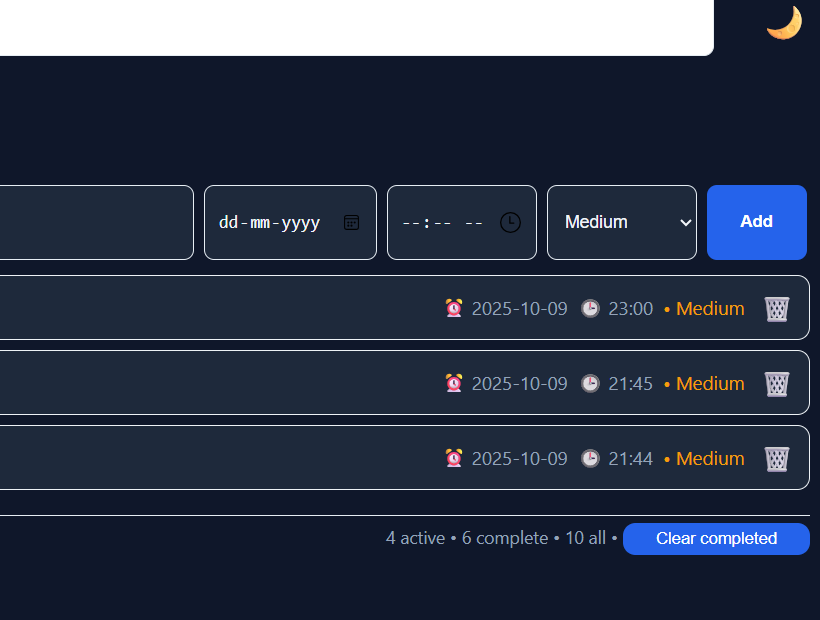 dd-mm-yyyy --:-- -- Medium Add
2025-10-09 23:00 • Medium
2025-10-09 21:45 • Medium
2025-10-09 21:44 • Medium
4 active • 6 complete • 10 all • Clear completed